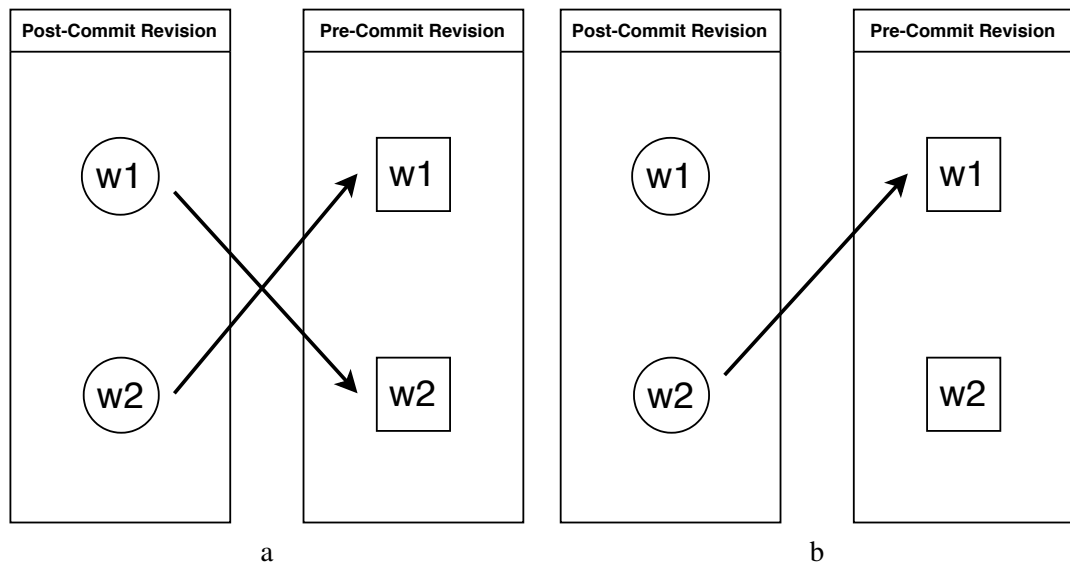 Post-Commit Revision Pre-Commit Revision Post-Commit Revision Pre-Commit Revision
w1 w1 w1 w1
w2 w2 w2 w2
a b